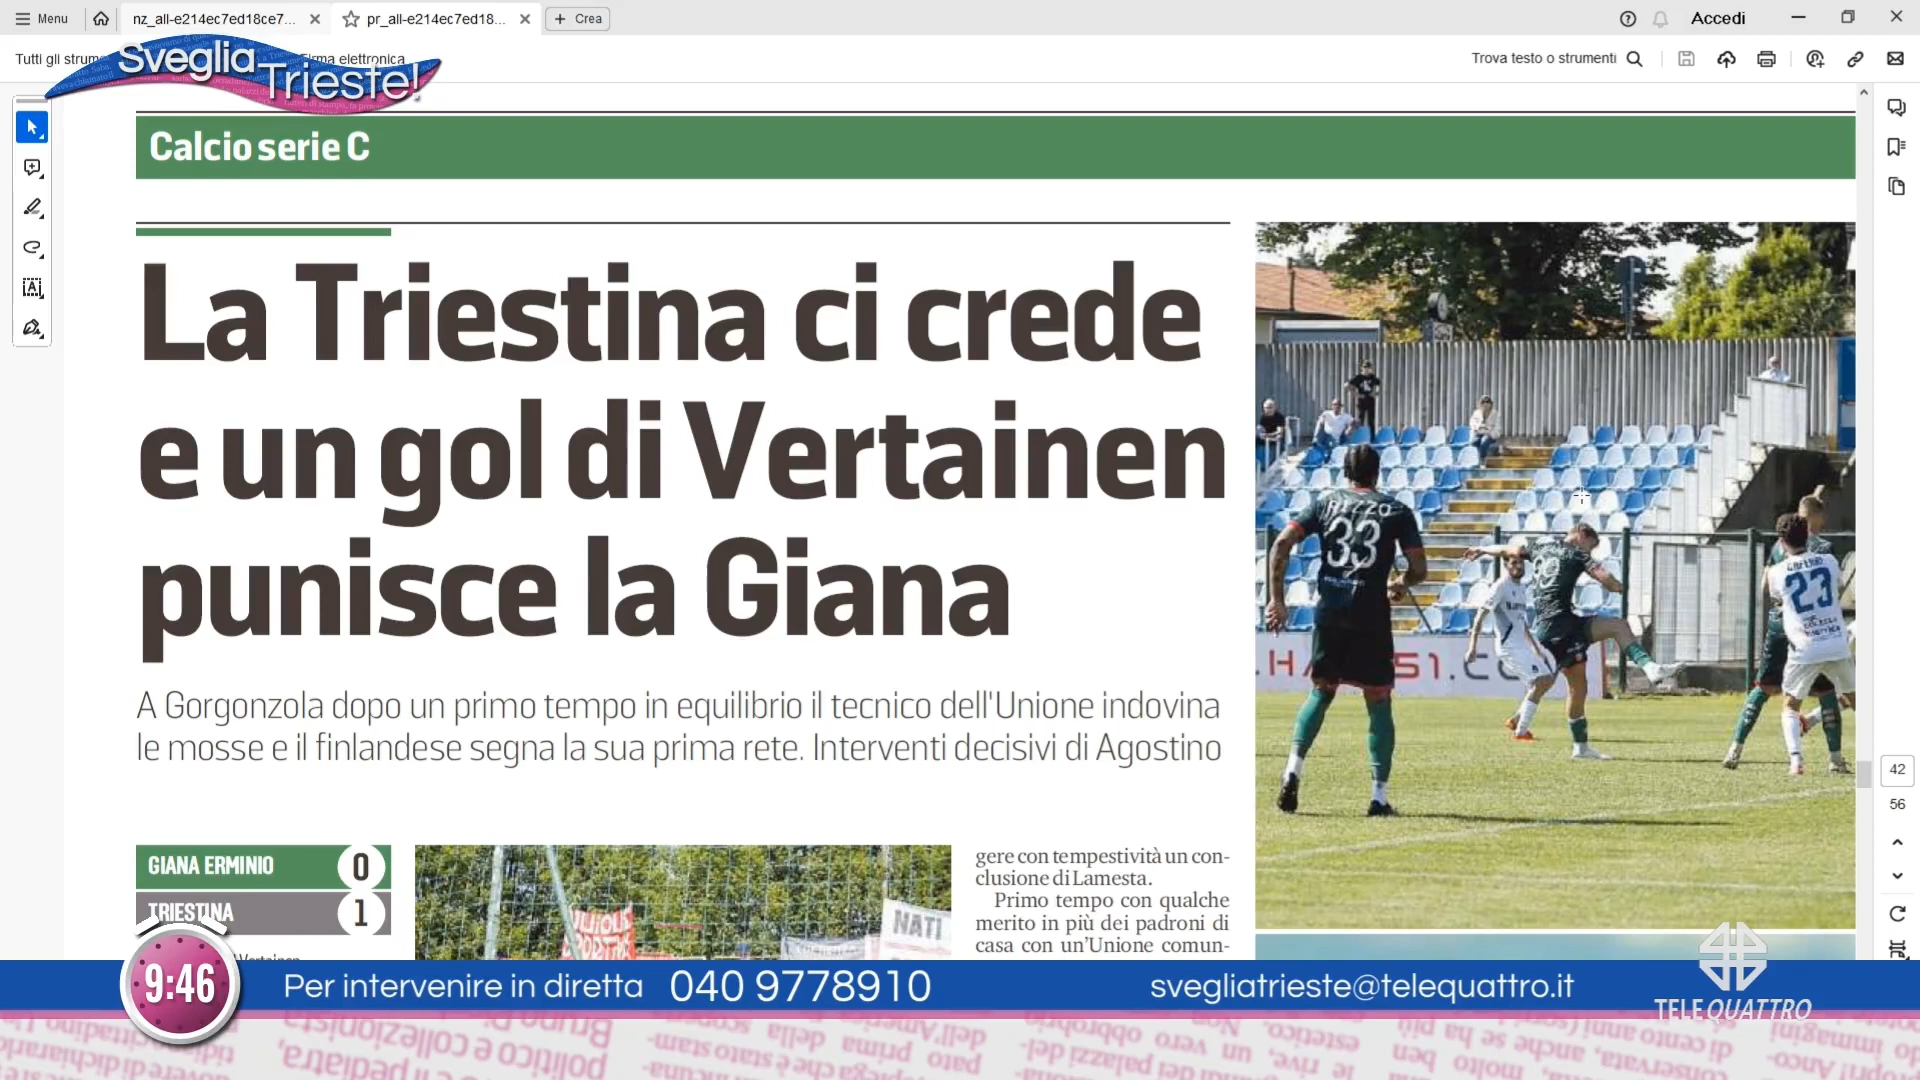 Menu
nz_all-e214ec7ed18ce7...
pr_all-e214ec7ed18...
Crea
Accedi
Tutti gli strume
Firma elettronica
Trova testo o strumenti
Sveglia
Trieste!
Calcio serie C
La Triestina ci crede
e un gol di Vertainen
punisce la Giana
A Gorgonzola dopo un primo tempo in equilibrio il tecnico dell'Unione indovina
le mosse e il finlandese segna la sua prima rete. Interventi decisivi di Agostino
RIZZO
33
23
GIANA ERMINIO 0
TRIESTINA 1
Vertainen
NATI
gere con tempestività un con-
clusione di Lamesta.
Primo tempo con qualche
merito in più dei padroni di
casa con un'Unione comun-
42
56
9:46
Per intervenire in diretta 040 9778910
svegliatrieste@telequattro.it
TELEQUATTRO